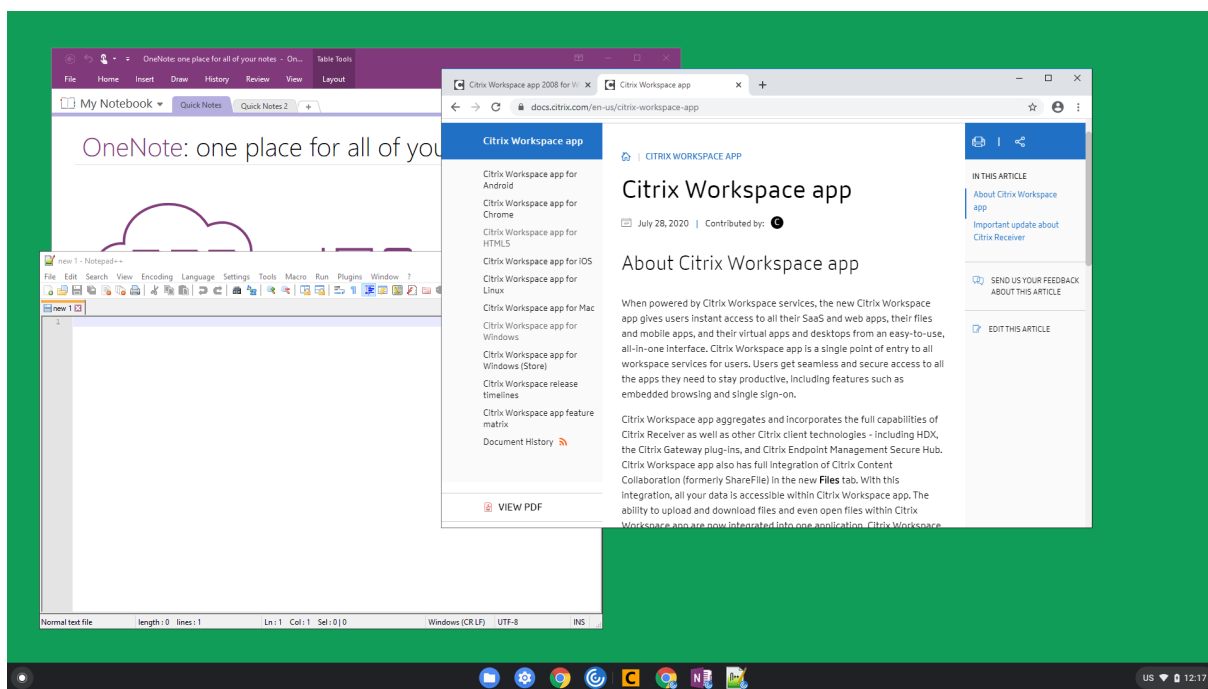 OneNote: one place for all of your notes - On...
Table Tools
File Home Insert Draw History Review View Layout
My Notebook
Quick Notes
Quick Notes 2
+
OneNote: one place for all of you
new 1 - Notepad++
File Edit Search View Encoding Language Settings Tools Macro Run Plugins Window ?
new 1
1
Normal text file length : 0 lines : 1 Ln : 1 Col : 1 Sel : 0 | 0 Windows (CR LF) UTF-8 INS
Citrix Workspace app 2008 for W
Citrix Workspace app
docs.citrix.com/en-us/citrix-workspace-app
Citrix Workspace app
Citrix Workspace app for
Android
Citrix Workspace app for
Chrome
Citrix Workspace app for
HTML5
Citrix Workspace app for iOS
Citrix Workspace app for
Linux
Citrix Workspace app for Mac
Citrix Workspace app for
Windows
Citrix Workspace app for
Windows (Store)
Citrix Workspace release
timelines
Citrix Workspace app feature
matrix
Document History
VIEW PDF
| CITRIX WORKSPACE APP
Citrix Workspace app
July 28, 2020 | Contributed by: C
About Citrix Workspace app
When powered by Citrix Workspace services, the new Citrix Workspace
app gives users instant access to all their SaaS and web apps, their files
and mobile apps, and their virtual apps and desktops from an easy-to-use,
all-in-one interface. Citrix Workspace app is a single point of entry to all
workspace services for users. Users get seamless and secure access to all
the apps they need to stay productive, including features such as
embedded browsing and single sign-on.
Citrix Workspace app aggregates and incorporates the full capabilities of
Citrix Receiver as well as other Citrix client technologies - including HDX,
the Citrix Gateway plug-ins, and Citrix Endpoint Management Secure Hub.
Citrix Workspace app also has full integration of Citrix Content
Collaboration (formerly ShareFile) in the new Files tab. With this
integration, all your data is accessible within Citrix Workspace app. The
ability to upload and download files and even open files within Citrix
Workspace app are now integrated into one application. Citrix Workspace
IN THIS ARTICLE
About Citrix Workspace
app
Important update about
Citrix Receiver
SEND US YOUR FEEDBACK
ABOUT THIS ARTICLE
EDIT THIS ARTICLE
US 12:17